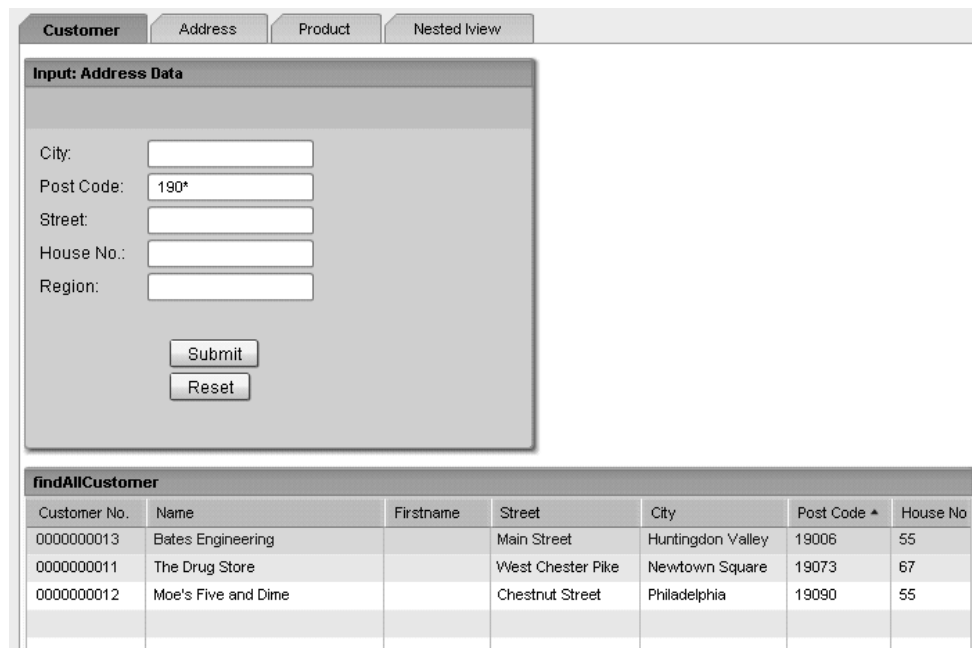 Customer Address Product Nested Iview
Input: Address Data
City:
Post Code: 190*
Street:
House No.:
Region:
Submit
Reset
findAllCustomer
Customer No. Name Firstname Street City Post Code House No
0000000013 Bates Engineering Main Street Huntingdon Valley 19006 55
0000000011 The Drug Store West Chester Pike Newtown Square 19073 67
0000000012 Moe's Five and Dime Chestnut Street Philadelphia 19090 55